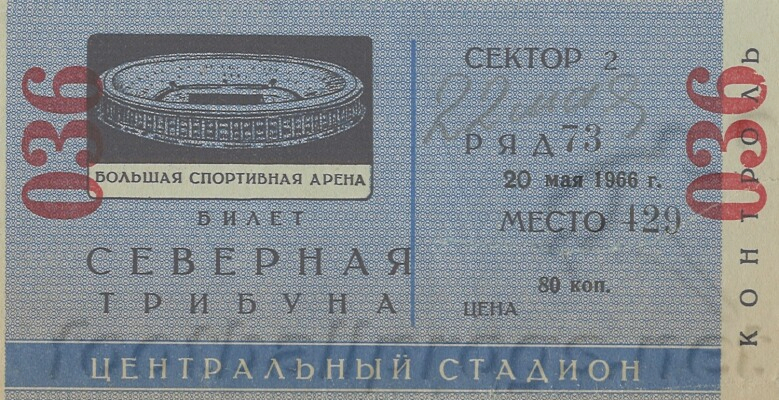 036
БОЛЬШАЯ СПОРТИВНАЯ АРЕНА
БИЛЕТ
СЕВЕРНАЯ
ТРИБУНА
СЕКТОР 2
22 мая
РЯД 73
20 мая 1966 г.
МЕСТО 429
80 коп.
ЦЕНА
036
КОНТРОЛЬ
ЦЕНТРАЛЬНЫЙ СТАДИОН